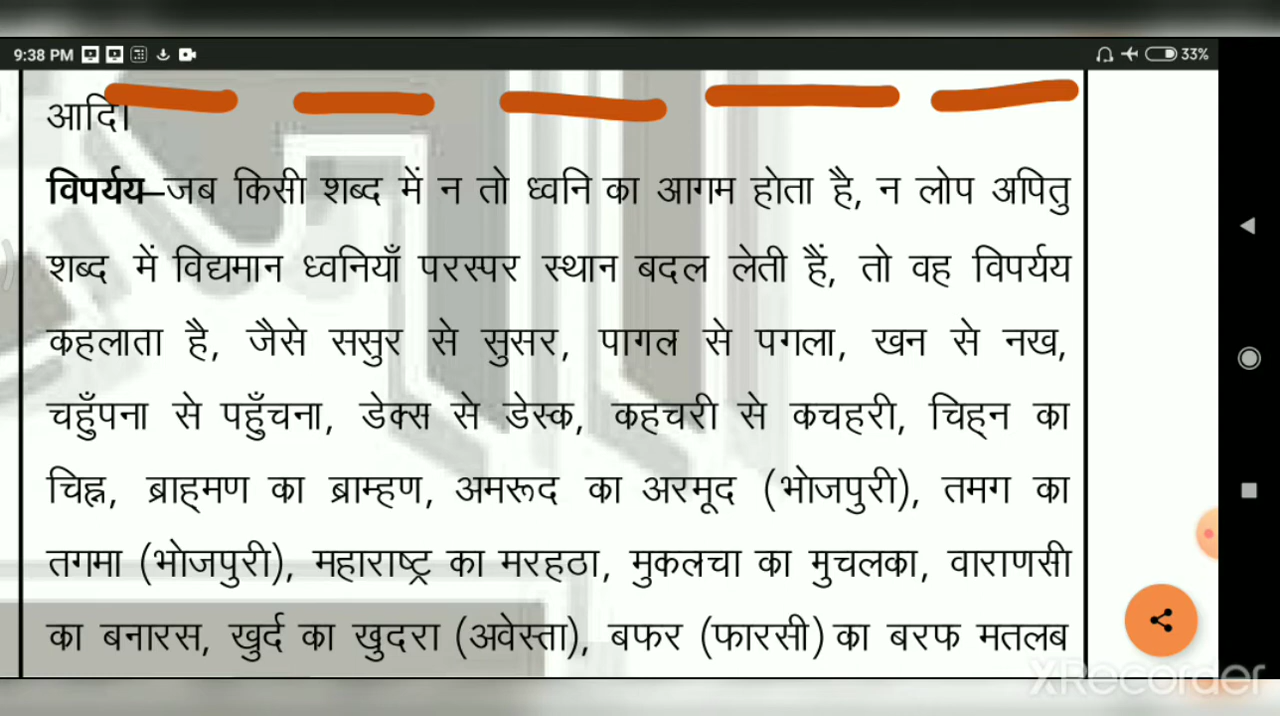 9:38 PM
33%
आदि।
विपर्यय–जब किसी शब्द में न तो ध्वनि का आगम होता है, न लोप अपितु
शब्द में विद्यमान ध्वनियाँ परस्पर स्थान बदल लेती हैं, तो वह विपर्यय
कहलाता है, जैसे ससुर से सुसर, पागल से पगला, खन से नख,
चहुँपना से पहुँचना, डेक्स से डेस्क, कहचरी से कचहरी, चिह्‌न का
चिह्न, ब्राह्‌मण का ब्राम्हण, अमरूद का अरमूद (भोजपुरी), तमग का
तगमा (भोजपुरी), महाराष्ट्र का मरहठा, मुकलचा का मुचलका, वाराणसी
का बनारस, खुर्द का खुदरा (अवेस्ता), बफर (फारसी) का बरफ मतलब
XRecorder